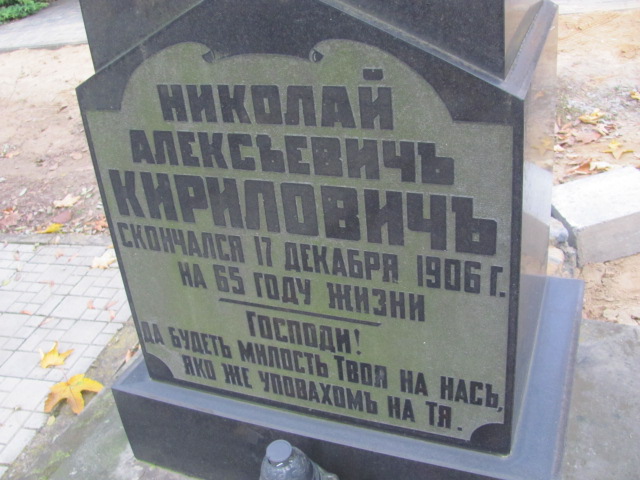 НИКОЛАЙ
АЛЕКСѢЕВИЧЪ
КИРИЛОВИЧЪ
СКОНЧАЛСЯ 17 ДЕКАБРЯ 1906 Г.
НА 65 ГОДУ ЖИЗНИ
ГОСПОДИ!
ДА БУДЕТЪ МИЛОСТЬ ТВОЯ НА НАСЪ,
ЯКО ЖЕ УПОВАХОМЪ НА ТЯ.